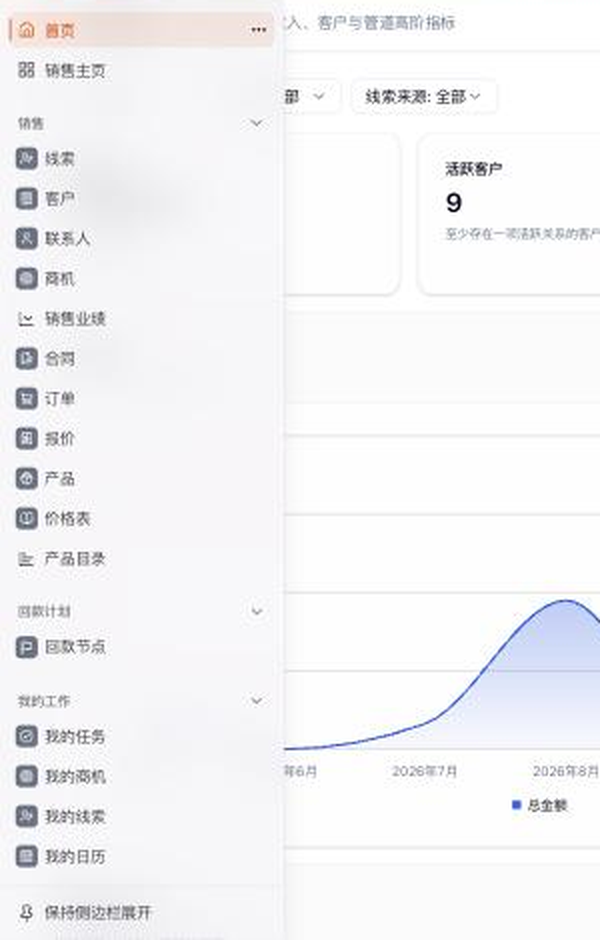 首页
销售主页
销售
线索
客户
联系人
商机
销售业绩
合同
订单
报价
产品
价格表
产品目录
回款计划
回款节点
我的工作
我的任务
我的商机
我的线索
我的日历
保持侧边栏展开
入、客户与管道高阶指标
部
线索来源: 全部
活跃客户
9
至少存在一项活跃关系的客户
年6月
2026年7月
2026年8月
总金额